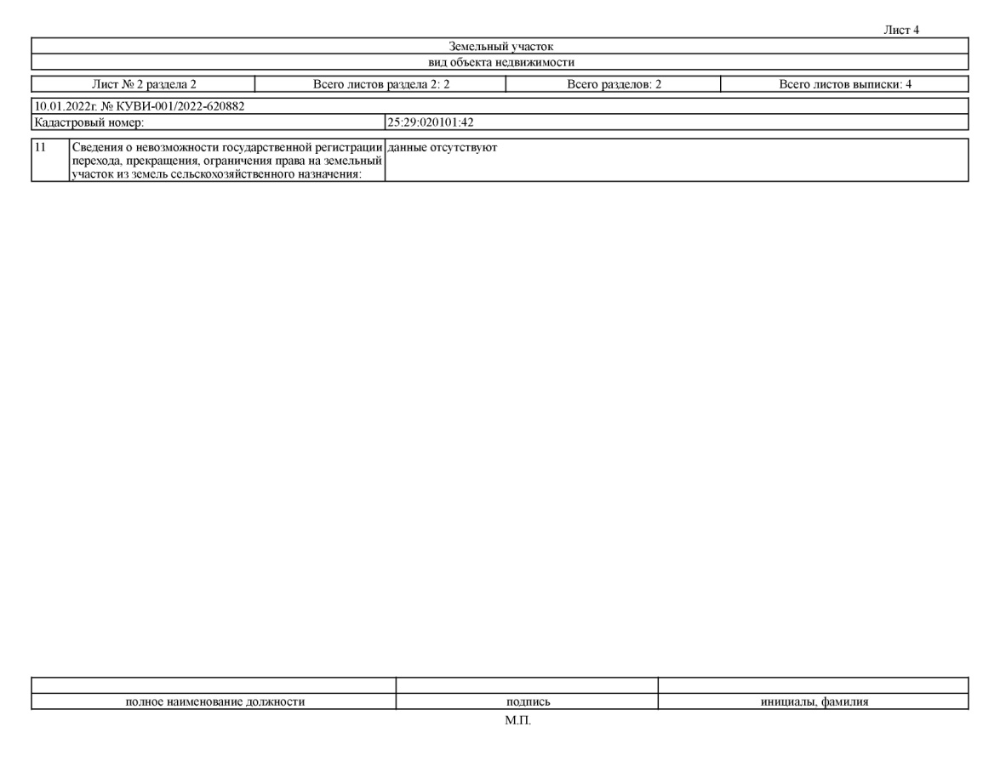 Лист 4
Земельный участок
вид объекта недвижимости
Лист № 2 раздела 2 Всего листов раздела 2: 2 Всего разделов: 2 Всего листов выписки: 4
10.01.2022г. № КУВИ-001/2022-620882
Кадастровый номер: 25:29:020101:42
11 Сведения о невозможности государственной регистрации данные отсутствуют
перехода, прекращения, ограничения права на земельный
участок из земель сельскохозяйственного назначения:
полное наименование должности подпись инициалы, фамилия
М.П.